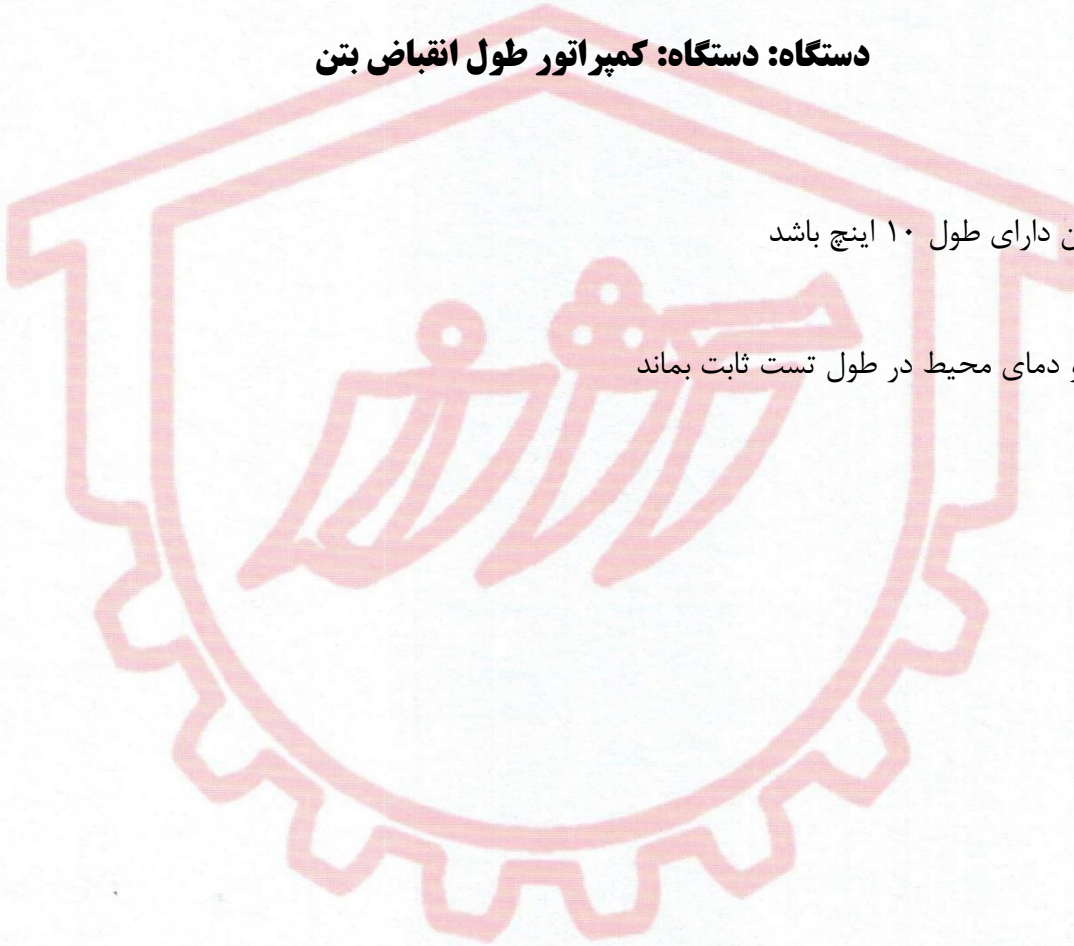 دستگاه: دستگاه: کمپراتور طول انقباض بتن
دارای طول ۱۰ اینچ باشد
دمای محیط در طول تست ثابت بماند